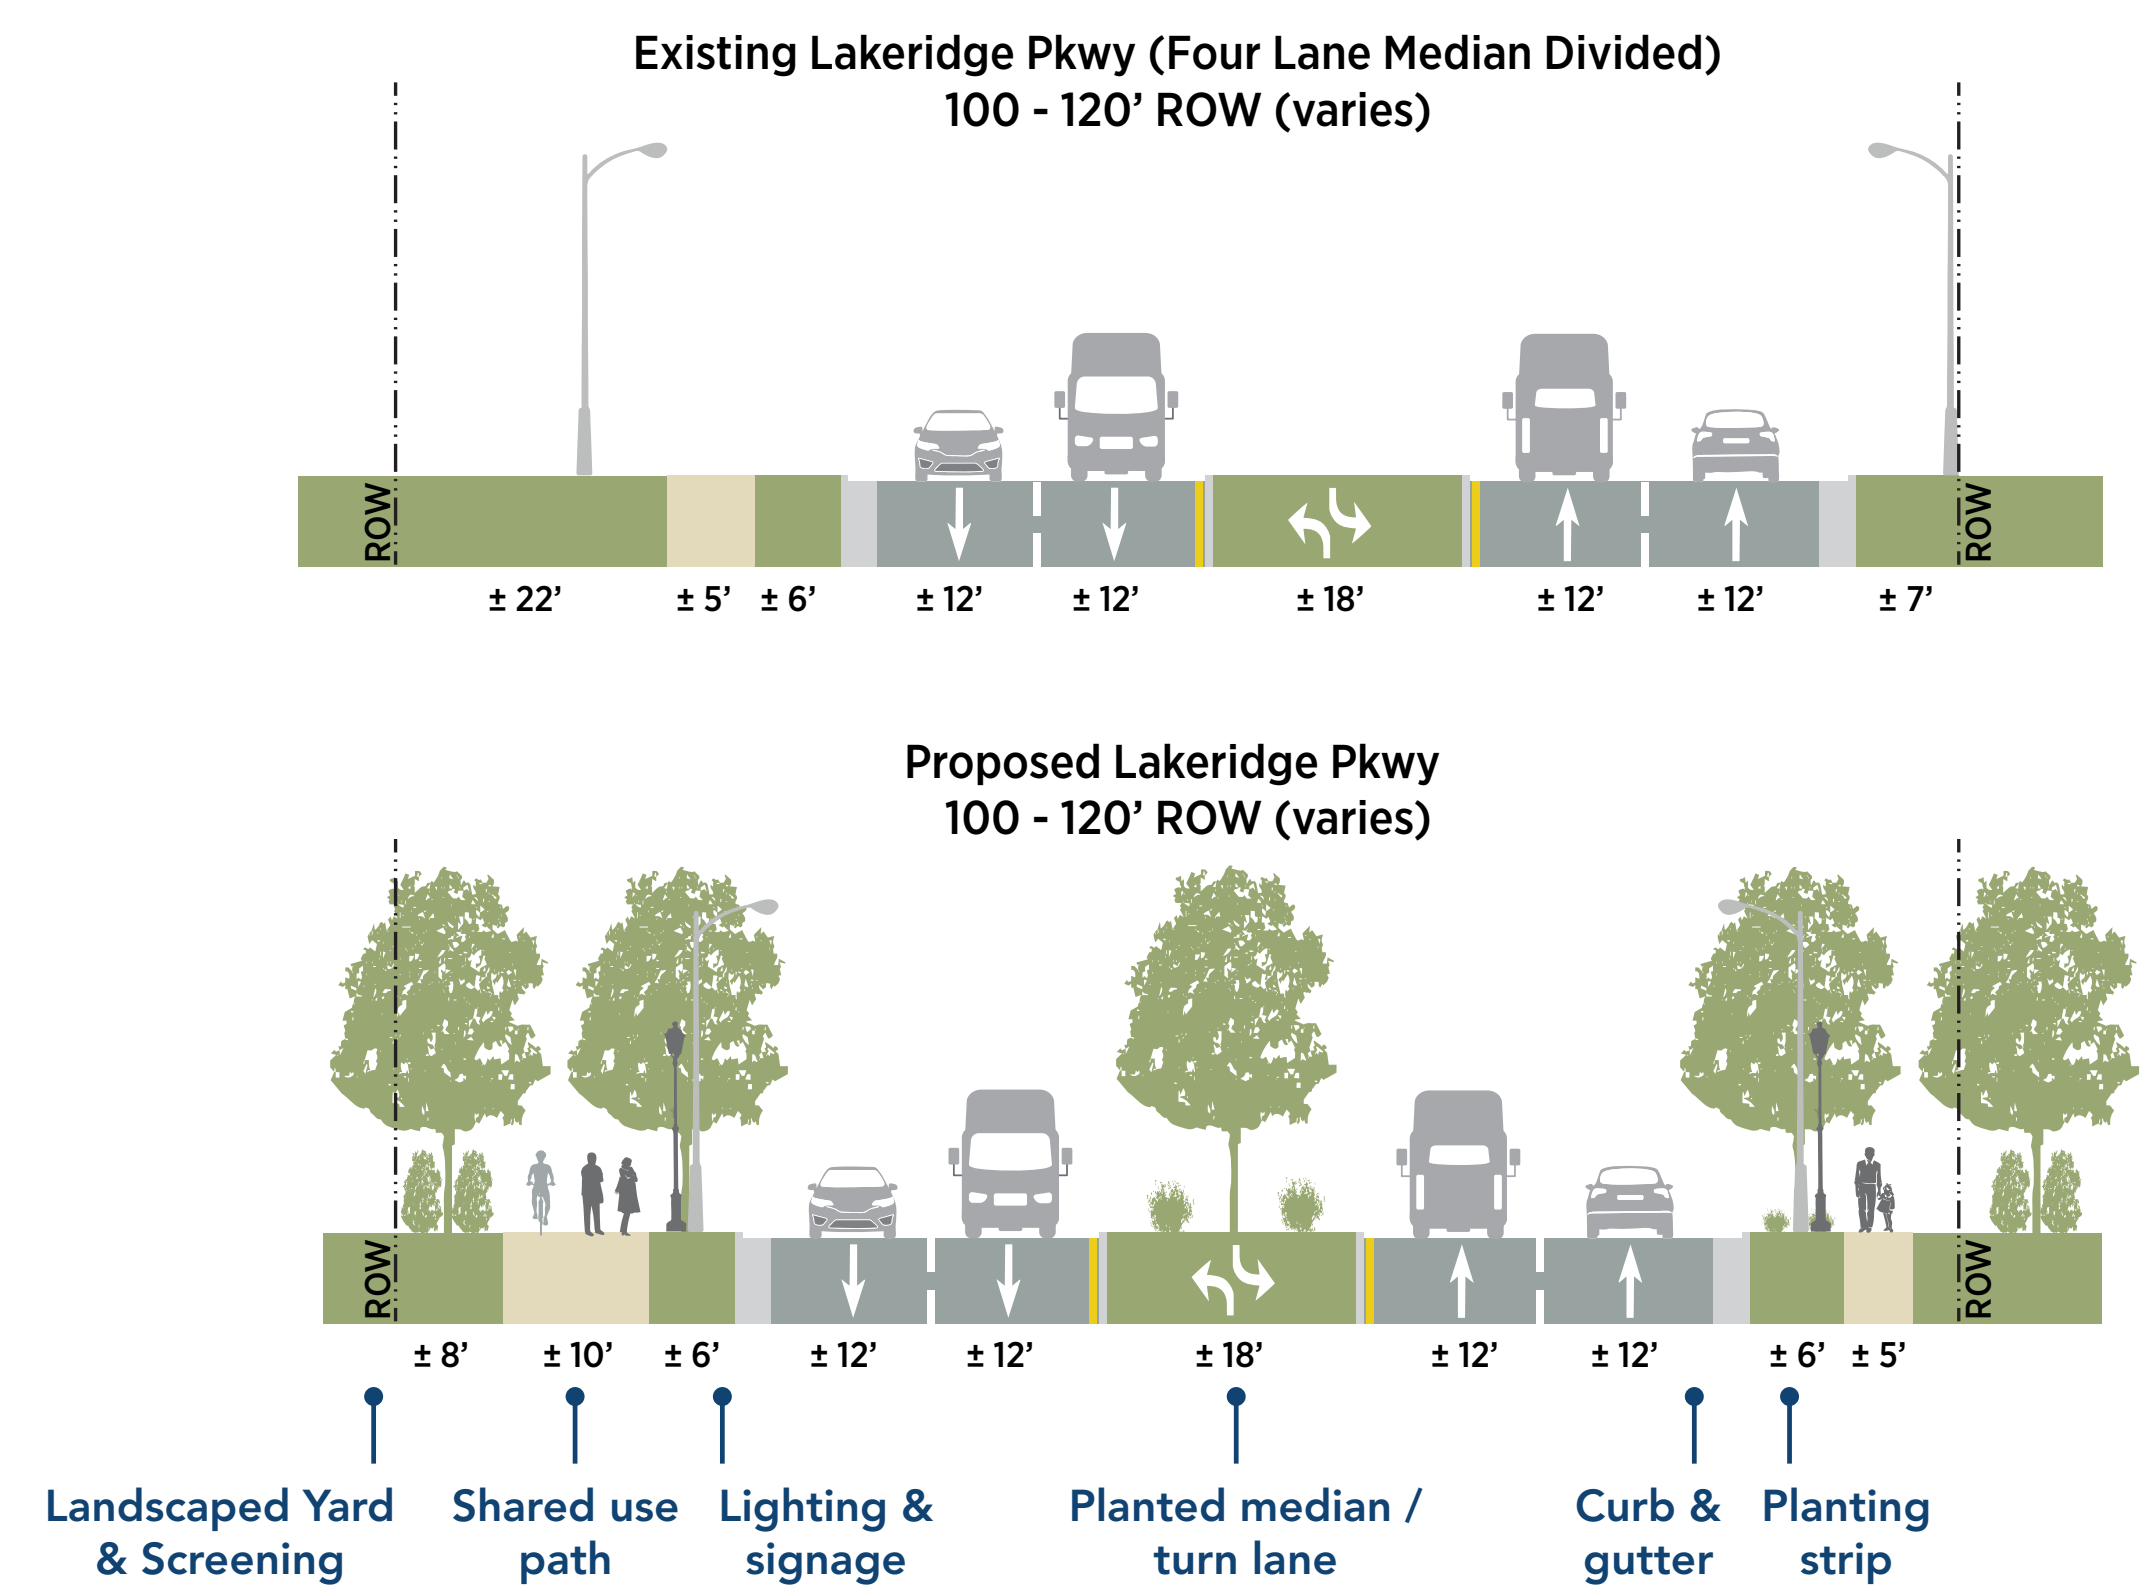 Existing Lakeridge Pkwy (Four Lane Median Divided)
100 - 120’ ROW (varies)
ROW
ROW
± 22’ ± 5’ ± 6’ ± 12’ ± 12’ ± 18’ ± 12’ ± 12’ ± 7’
Proposed Lakeridge Pkwy
100 - 120’ ROW (varies)
ROW
ROW
± 8’ ± 10’ ± 6’ ± 12’ ± 12’ ± 18’ ± 12’ ± 12’ ± 6’ ± 5’
Landscaped Yard
& Screening
Shared use
path
Lighting &
signage
Planted median /
turn lane
Curb &
gutter
Planting
strip